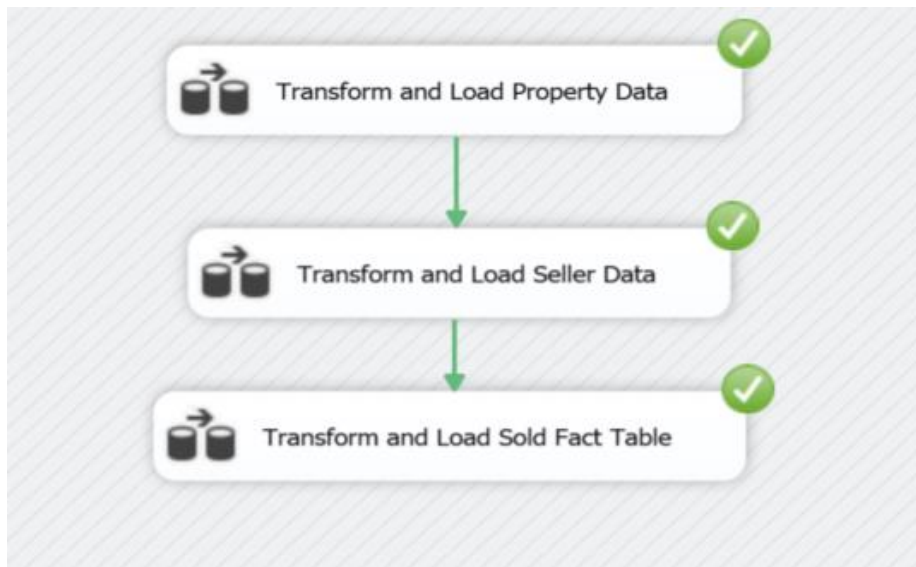 Transform and Load Property Data
Transform and Load Seller Data
Transform and Load Sold Fact Table